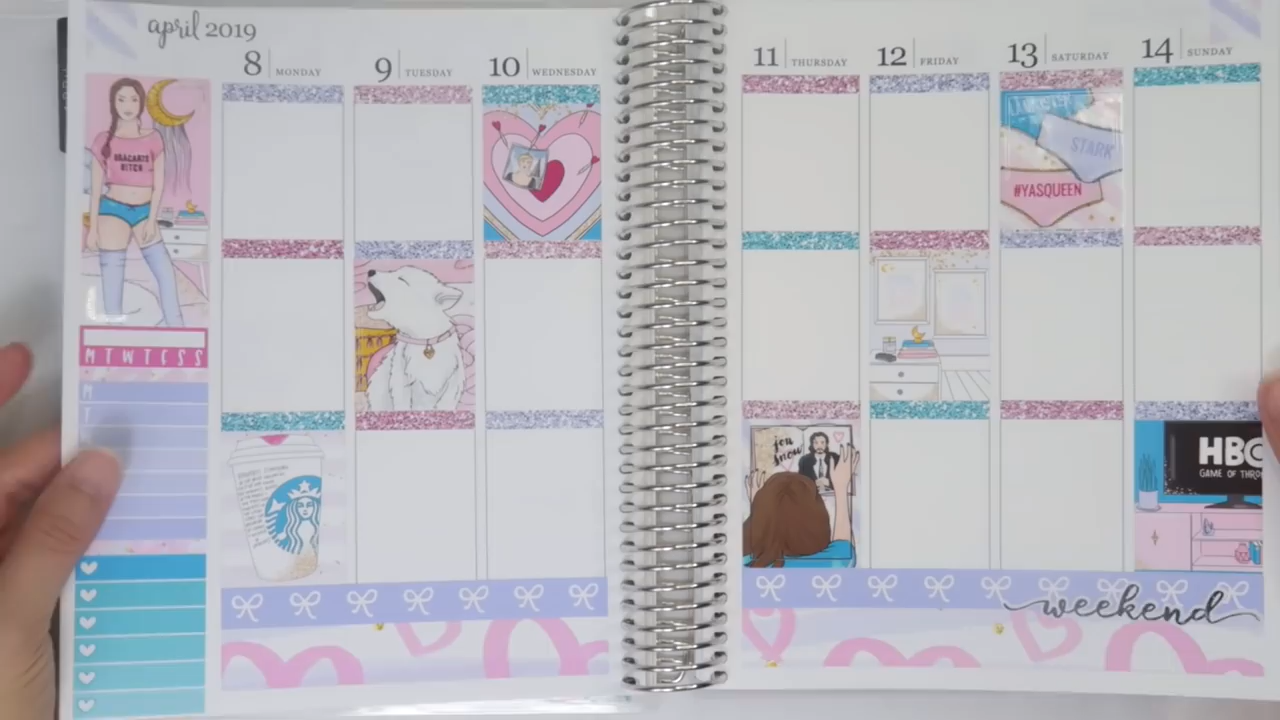 april 2019
8 MONDAY
9 TUESDAY
10 WEDNESDAY
11 THURSDAY
12 FRIDAY
13 SATURDAY
14 SUNDAY
DRACARYS
BITCH
STARK
#YASQUEEN
M T W T C S S
M
T
jon
snow
HBO
GAME OF THRO
weekend